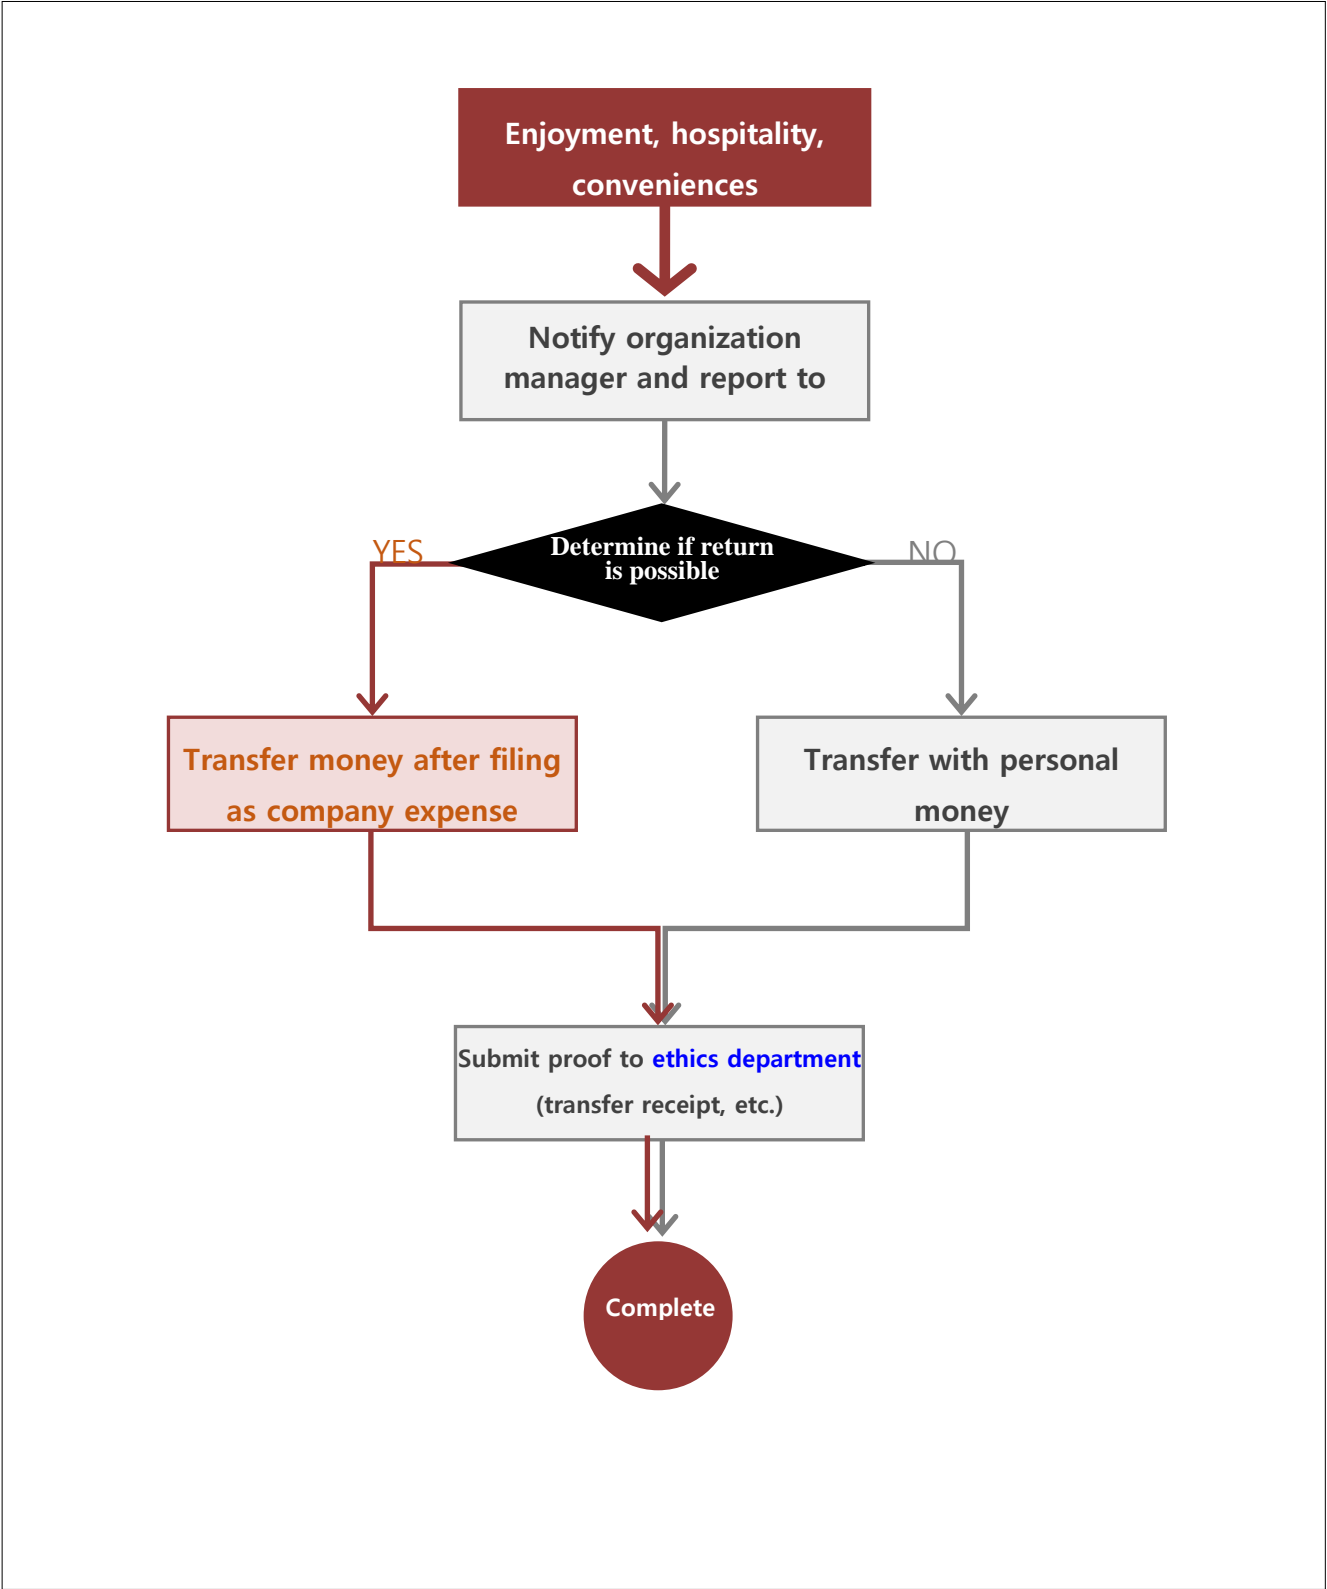 Enjoyment, hospitality,
conveniences
Notify organization
manager and report to
YES
Determine if return
is possible
NO
Transfer money after filing
as company expense
Transfer with personal
money
Submit proof to ethics department
(transfer receipt, etc.)
Complete